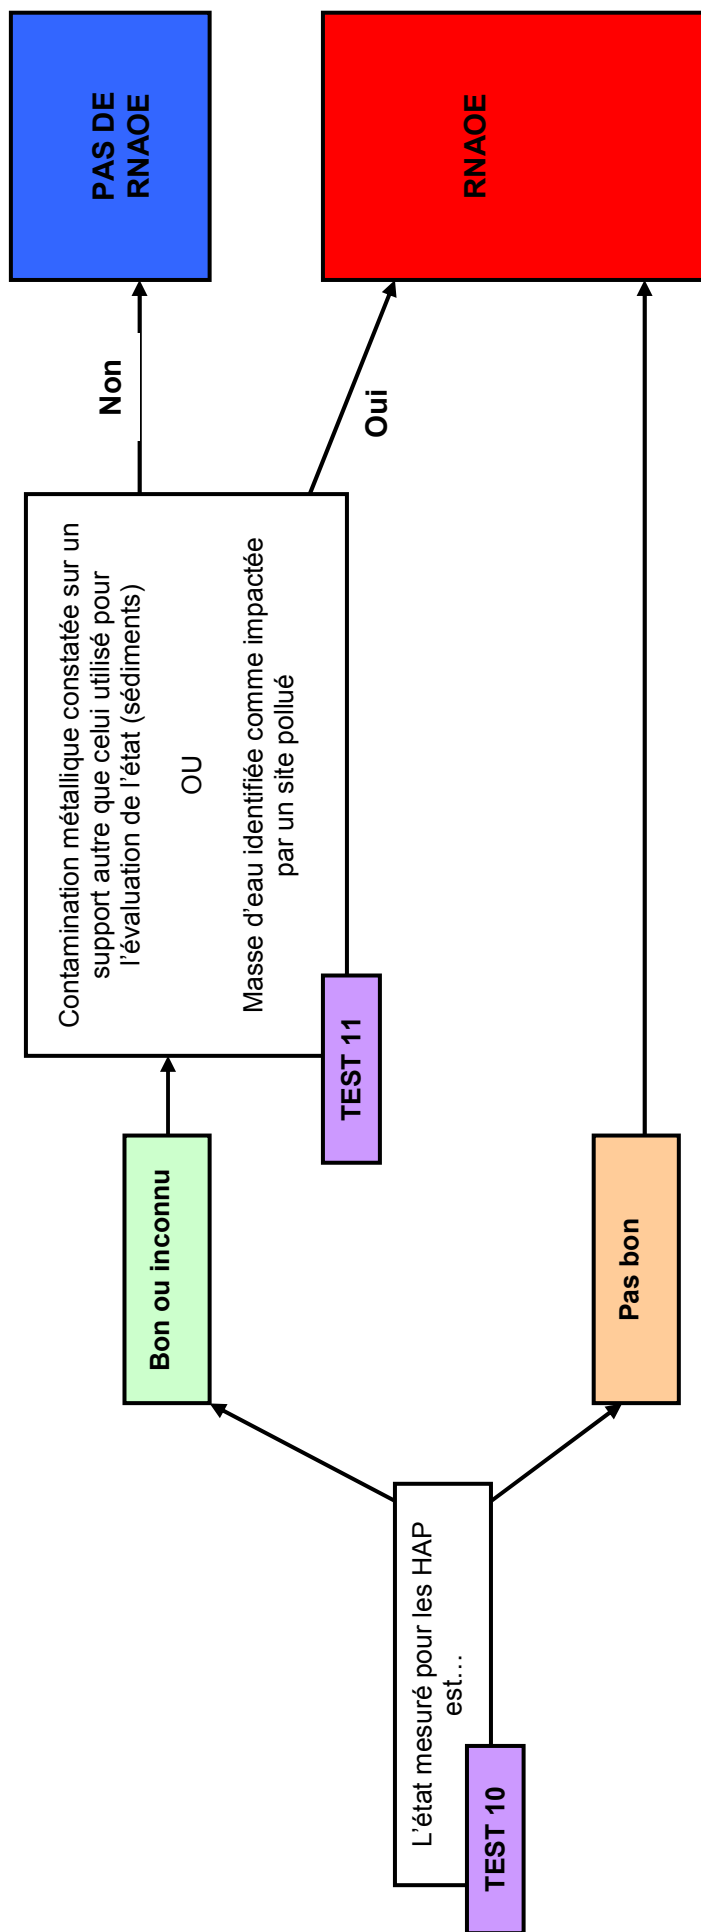 L'état mesuré pour les HAP
est…
TEST 10
Bon ou inconnu
Pas bon
Contamination métallique constatée sur un
support autre que celui utilisé pour
l'évaluation de l'état (sédiments)
OU
Masse d'eau identifiée comme impactée
par un site pollué
TEST 11
Non
Oui
PAS DE
RNAOE
RNAOE